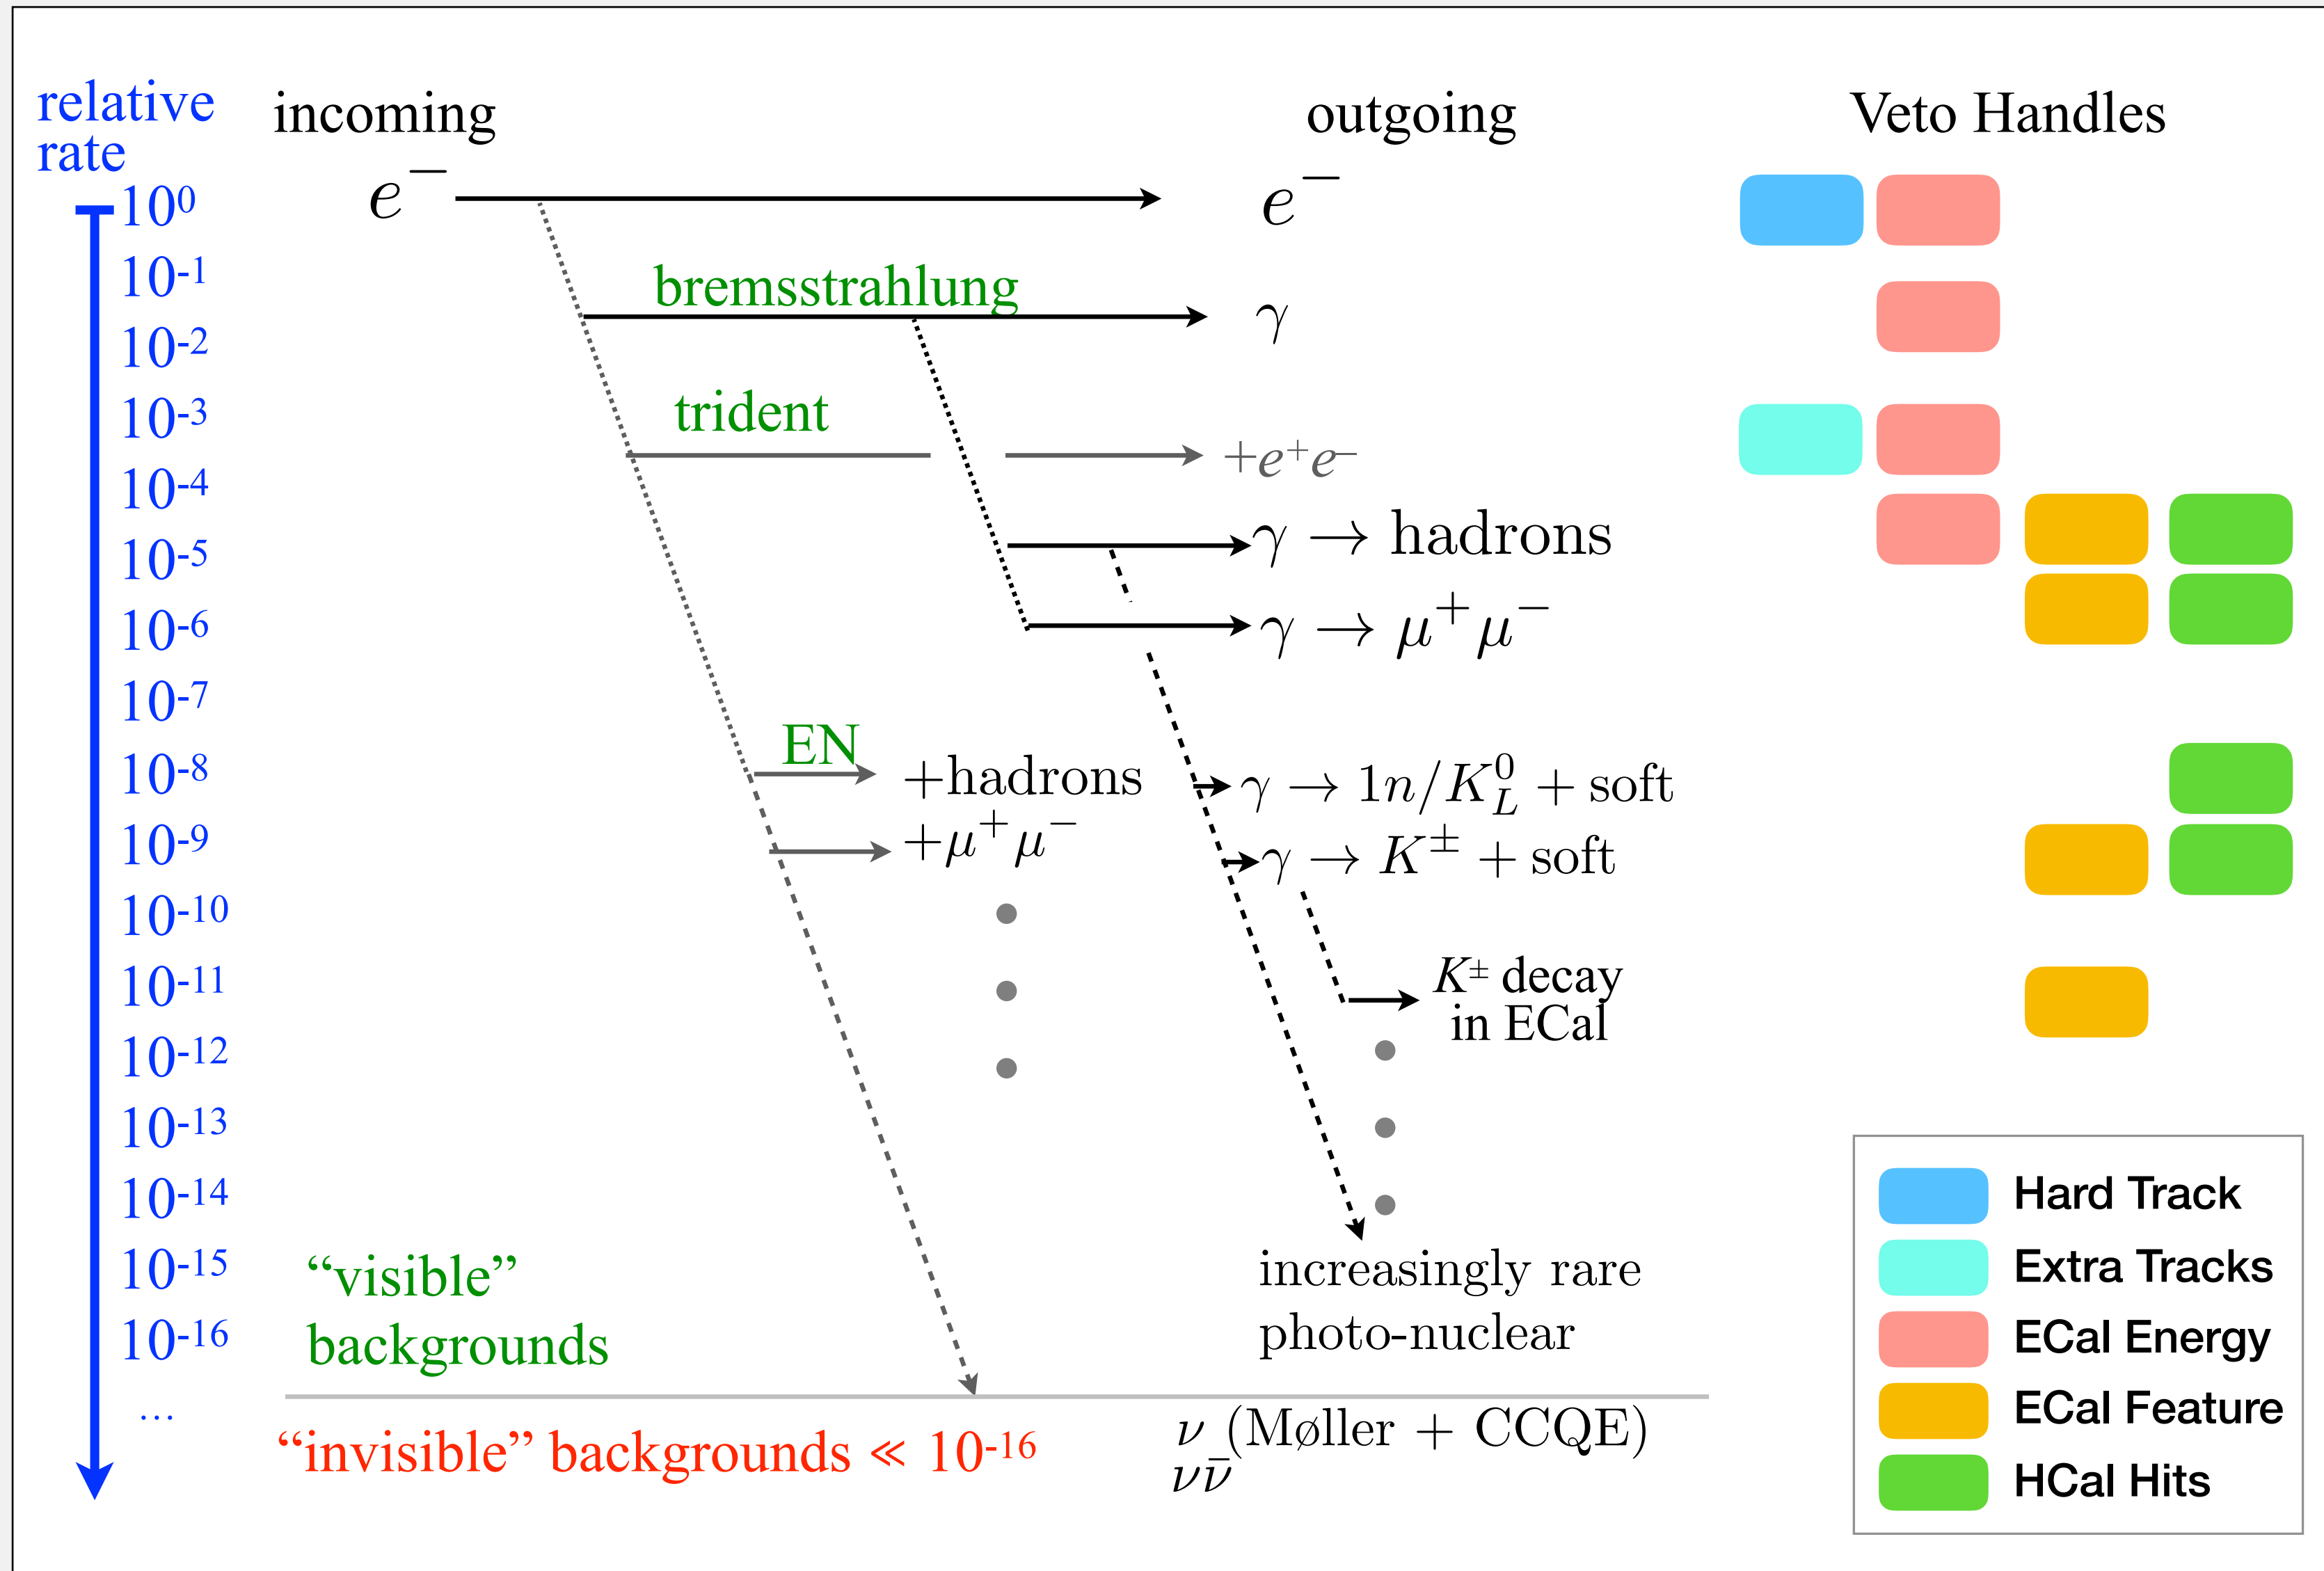 relative
rate
incoming
outgoing
Veto Handles
e⁻
e⁻
10⁰
10⁻¹
bremsstrahlung
γ
10⁻²
10⁻³
trident
+e⁺e⁻
10⁻⁴
γ → hadrons
10⁻⁵
10⁻⁶
γ → μ⁺μ⁻
10⁻⁷
EN
10⁻⁸
+hadrons
γ → 1n/K⁰_L + soft
10⁻⁹
+μ⁺μ⁻
γ → K± + soft
10⁻¹⁰
10⁻¹¹
K± decay
in ECal
10⁻¹²
10⁻¹³
10⁻¹⁴
10⁻¹⁵
10⁻¹⁶
...
“visible”
backgrounds
increasingly rare
photo-nuclear
“invisible” backgrounds ≪ 10⁻¹⁶
ν (Møller + CCQE)
νν̄
Hard Track
Extra Tracks
ECal Energy
ECal Feature
HCal Hits